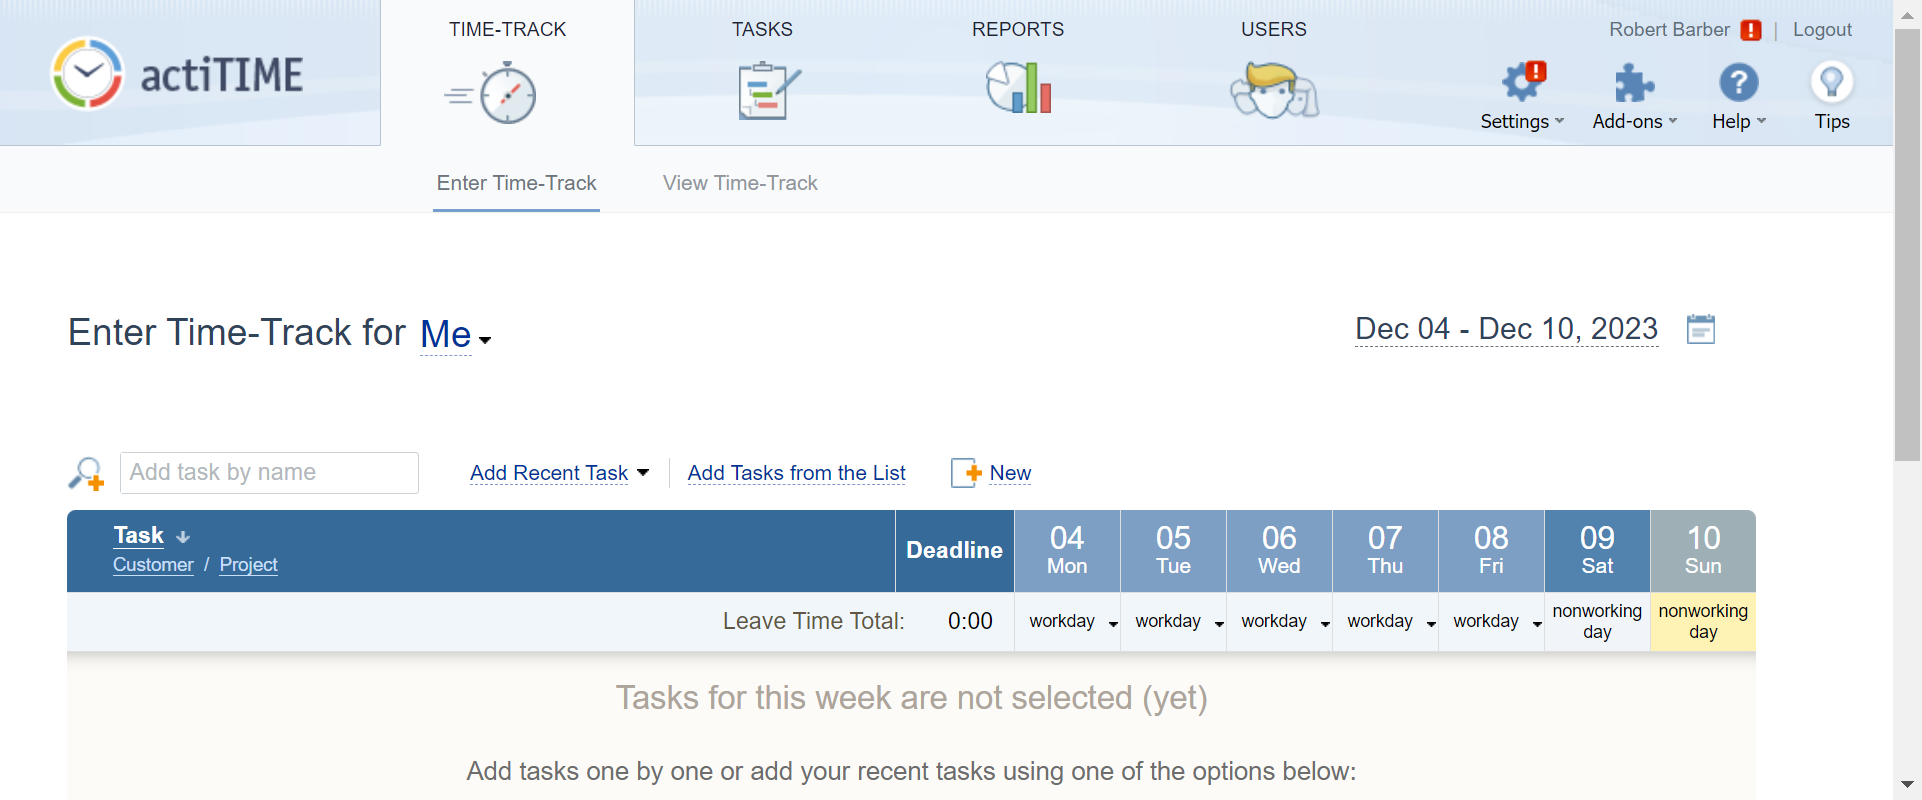 actiTIME
TIME-TRACK
TASKS
REPORTS
USERS
Robert Barber ! | Logout
Settings
Add-ons
Help
Tips
Enter Time-Track
View Time-Track
Enter Time-Track for Me
Dec 04 - Dec 10, 2023
Add task by name
Add Recent Task
Add Tasks from the List
New
Task
Customer / Project
Deadline
04
Mon
05
Tue
06
Wed
07
Thu
08
Fri
09
Sat
10
Sun
Leave Time Total: 0:00
workday
workday
workday
workday
workday
nonworking
day
nonworking
day
Tasks for this week are not selected (yet)
Add tasks one by one or add your recent tasks using one of the options below: